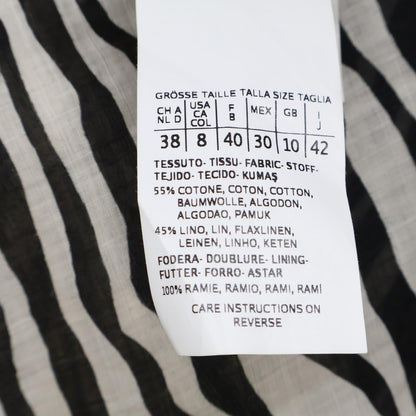 GRÖSSE TAILLE TALLA SIZE TAGLIA
CH A NL D USA CA COL F B MEX GB I J
38 8 40 30 10 42
TESSUTO- TISSU- FABRIC- STOFF-
TEJIDO- TECIDO- KUMAŞ
55% COTONE, COTON, COTTON,
BAUMWOLLE, ALGODON,
ALGODAO, PAMUK
45% LINO, LIN, FLAXLINEN,
LEINEN, LINHO, KETEN
FODERA- DOUBLURE- LINING-
FUTTER- FORRO- ASTAR
100% RAMIE, RAMIE, RAMI, RAMI
CARE INSTRUCTIONS ON
REVERSE